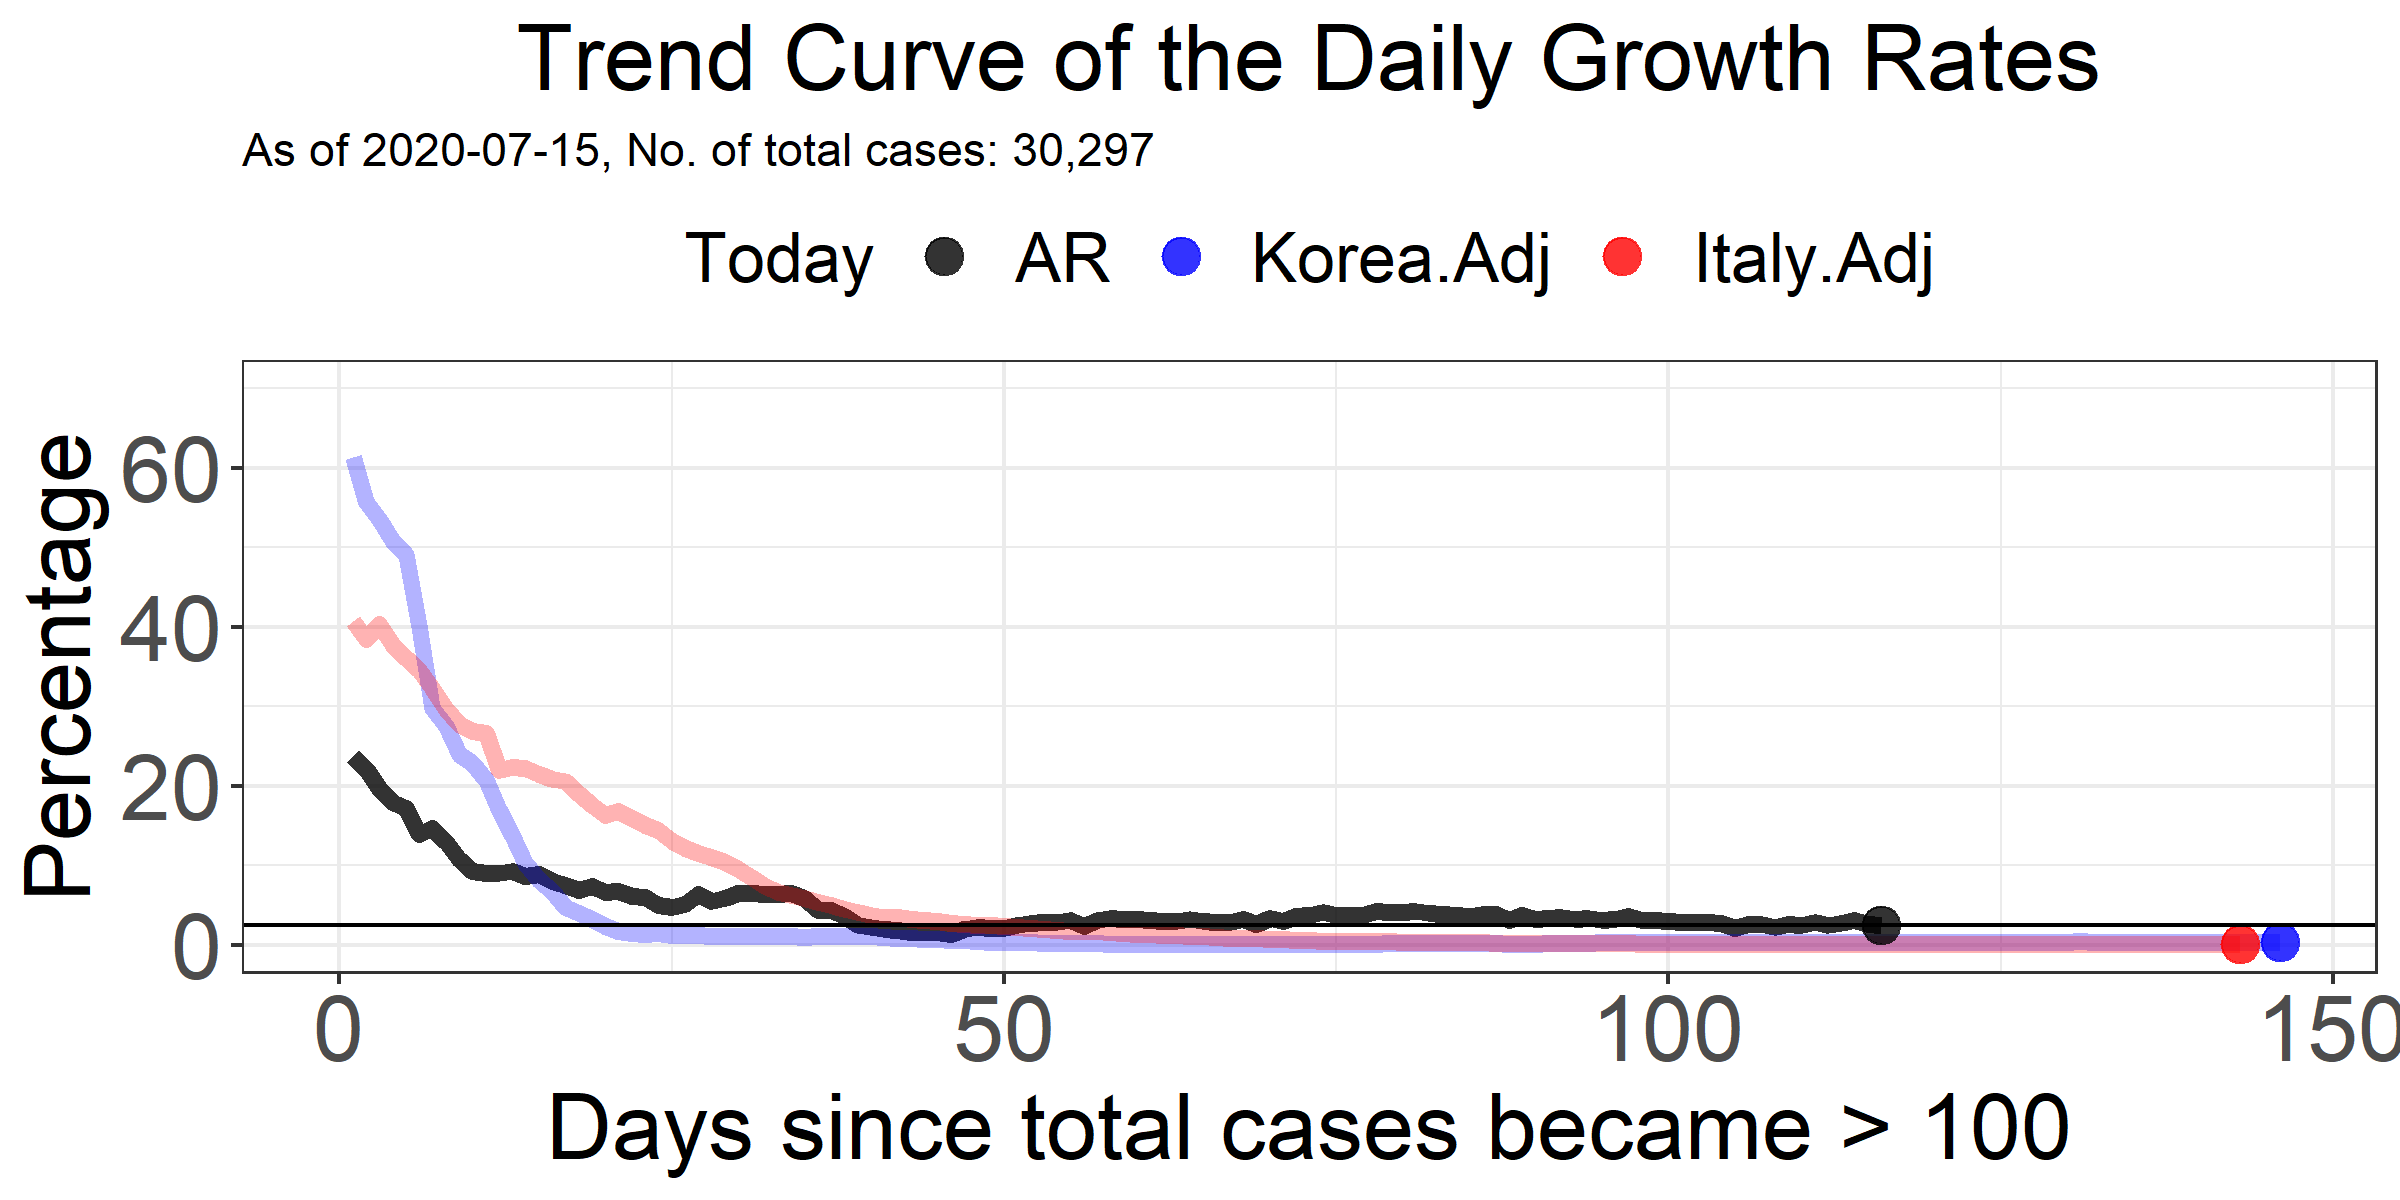 Trend Curve of the Daily Growth Rates
As of 2020-07-15, No. of total cases: 30,297
Today AR Korea.Adj Italy.Adj
Percentage
60
40
20
0
0 50 100 150
Days since total cases became > 100